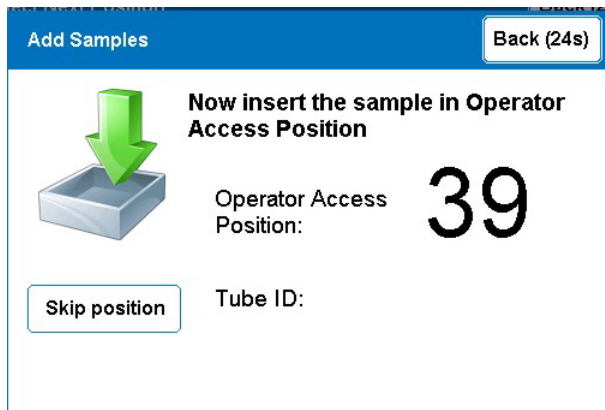 Add Samples
Back (24s)
Now insert the sample in Operator
Access Position
Operator Access
Position:
39
Skip position
Tube ID: